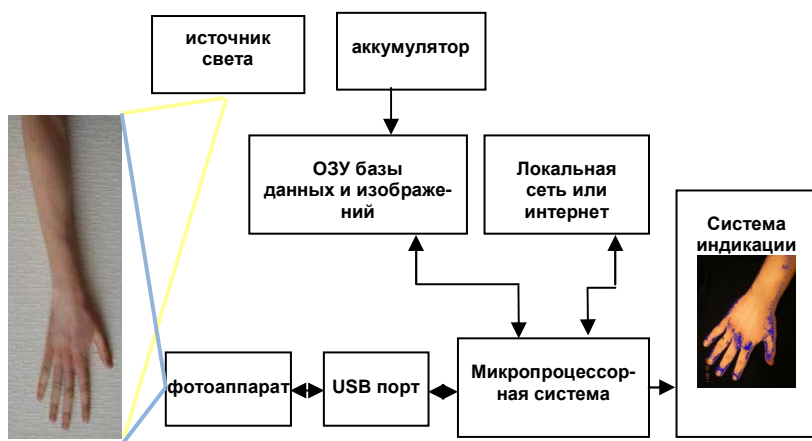 источник
света
аккумулятор
ОЗУ базы
данных и изображе-
ний
Локальная
сеть или
интернет
Система
индикации
фотоаппарат
USB порт
Микропроцессор-
ная система